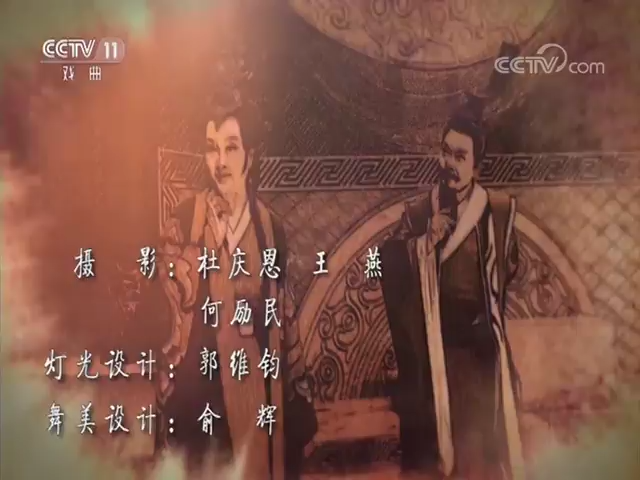 CCTV 11
戏曲
CCTV.com
摄 影：杜庆恩 王 燕
何励民
灯光设计：郭维钧
舞美设计：俞 辉